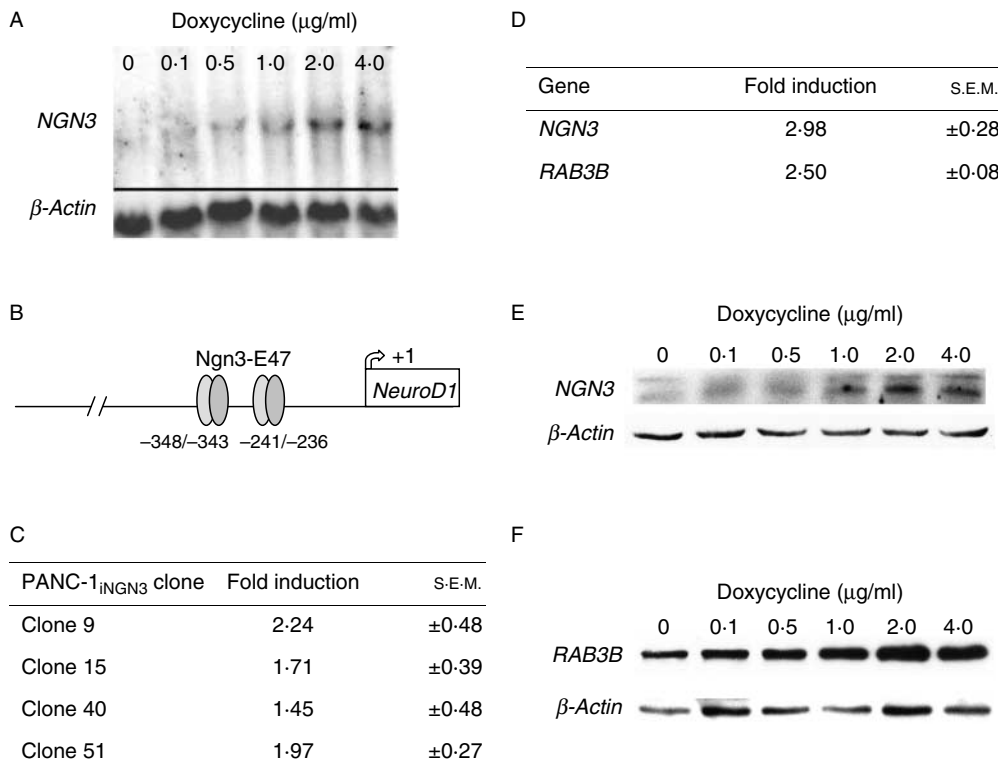 A
Doxycycline (μg/ml)
0 0·1 0·5 1·0 2·0 4·0
NGN3
β-Actin
B
Ngn3-E47
+1
NeuroD1
–348/–343 –241/–236
C
PANC-1iNGN3 clone Fold induction S·E·M.
Clone 9 2·24 ±0·48
Clone 15 1·71 ±0·39
Clone 40 1·45 ±0·48
Clone 51 1·97 ±0·27
D
Gene Fold induction S.E.M.
NGN3 2·98 ±0·28
RAB3B 2·50 ±0·08
E
Doxycycline (μg/ml)
0 0·1 0·5 1·0 2·0 4·0
NGN3
β-Actin
F
Doxycycline (μg/ml)
0 0·1 0·5 1·0 2·0 4·0
RAB3B
β-Actin